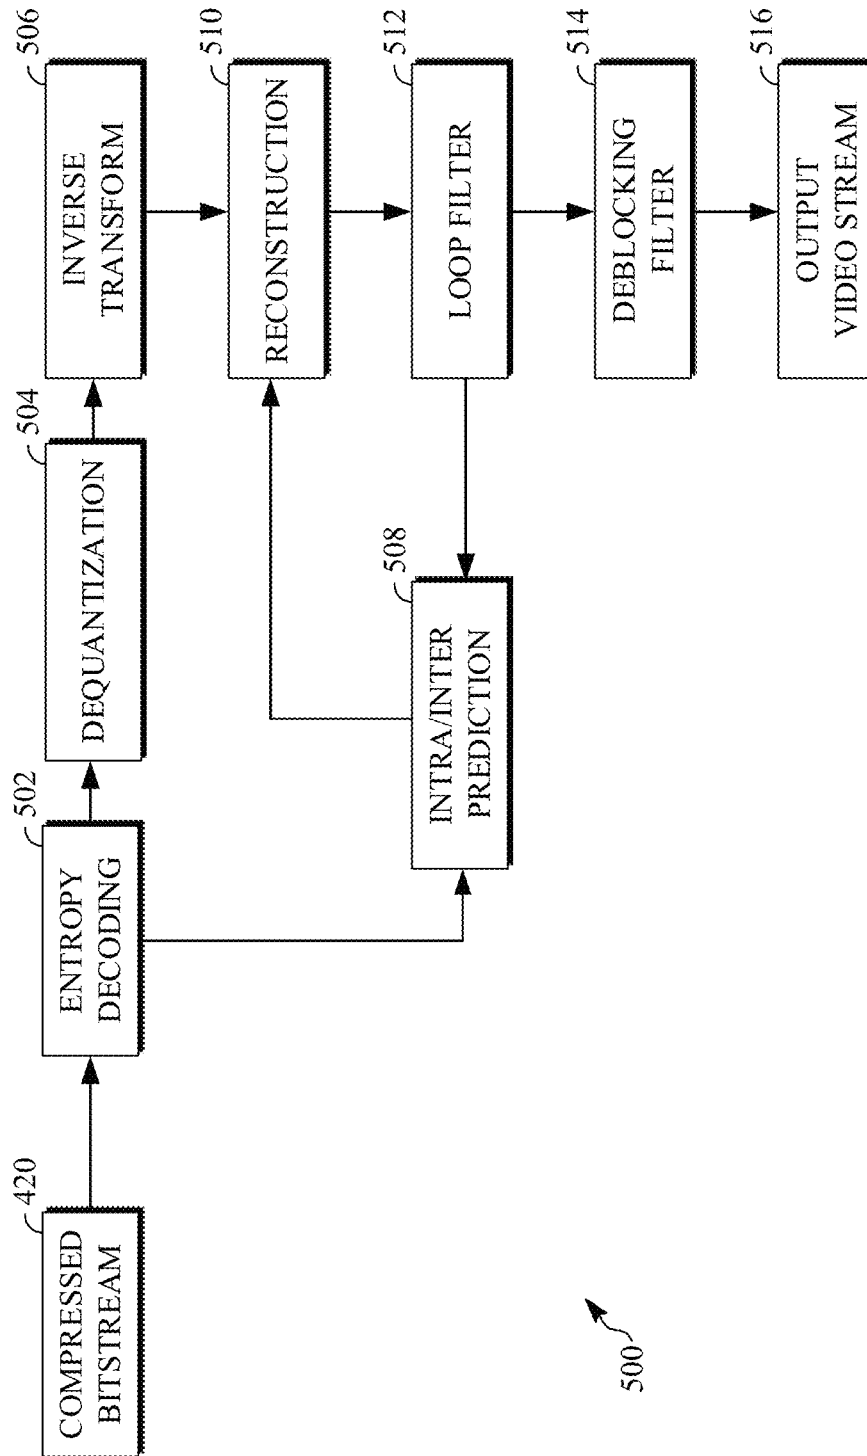 420
COMPRESSED
BITSTREAM
502
ENTROPY
DECODING
504
DEQUANTIZATION
506
INVERSE
TRANSFORM
508
INTRA/INTER
PREDICTION
510
RECONSTRUCTION
512
LOOP FILTER
514
DEBLOCKING
FILTER
516
OUTPUT
VIDEO STREAM
500